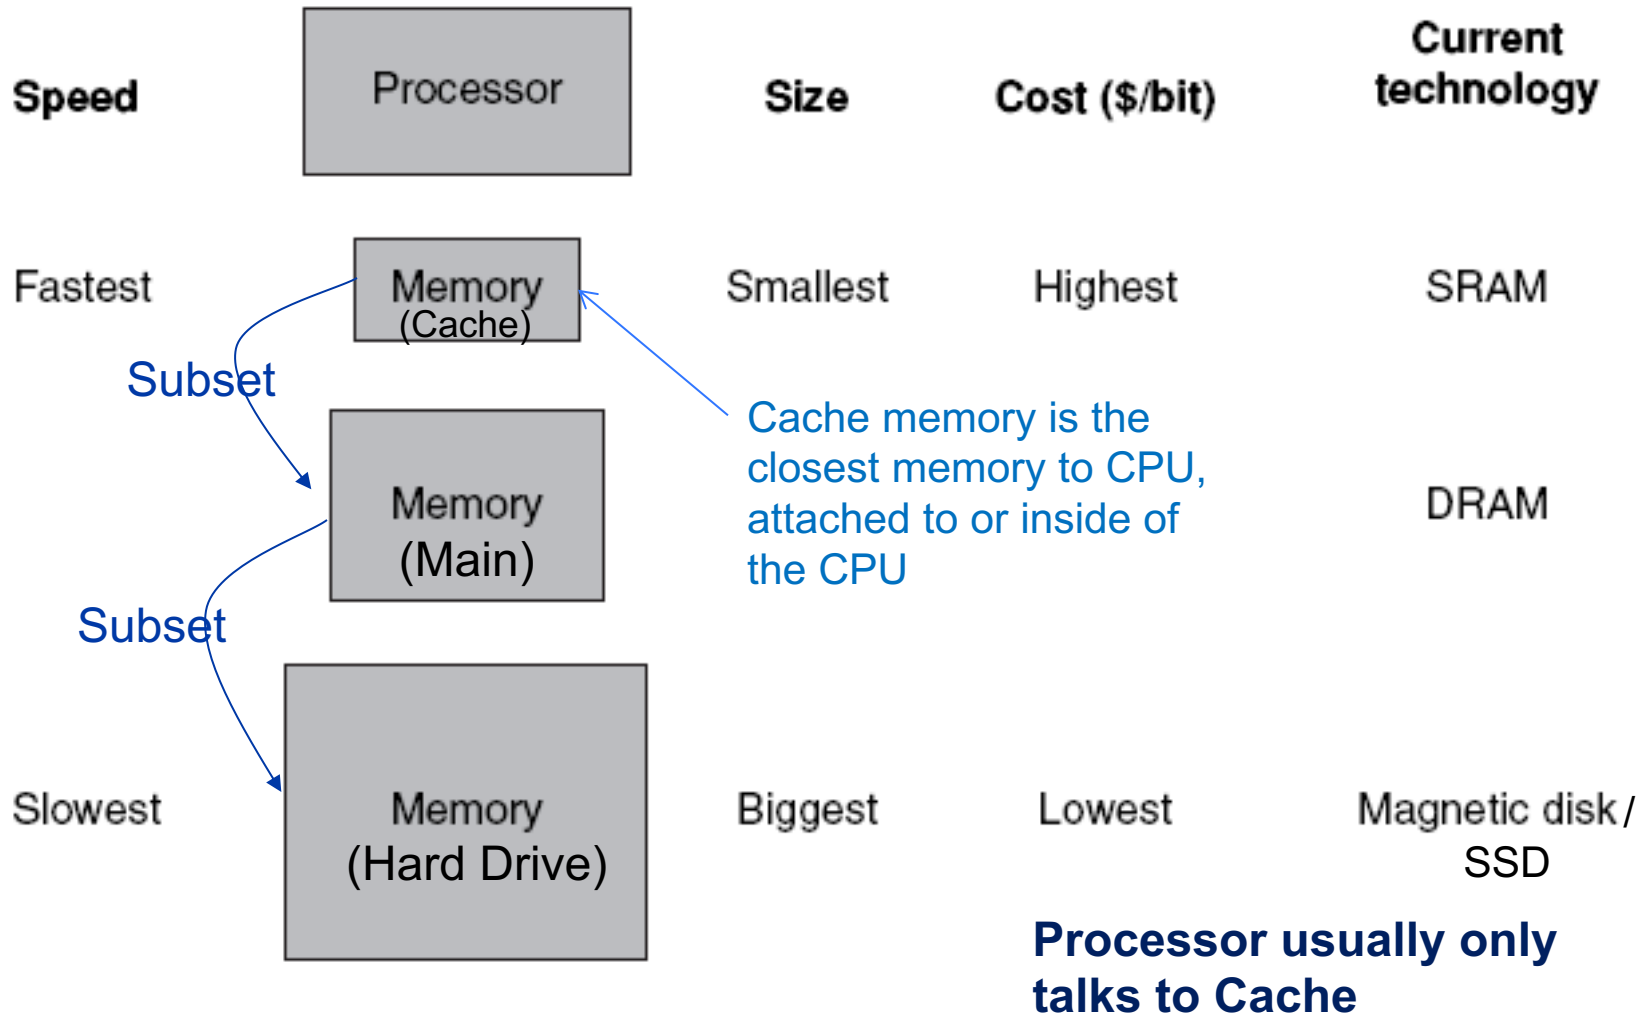 Speed
Processor
Size
Cost ($/bit)
Current
technology
Fastest
Memory
(Cache)
Smallest
Highest
SRAM
Subset
Cache memory is the
closest memory to CPU,
attached to or inside of
the CPU
Memory
(Main)
DRAM
Subset
Slowest
Memory
(Hard Drive)
Biggest
Lowest
Magnetic disk /
SSD
Processor usually only
talks to Cache